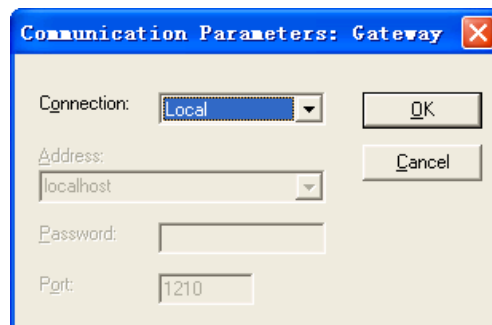 Communication Parameters: Gateway
Connection: Local OK
Address: Cancel
localhost
Password:
Port: 1210